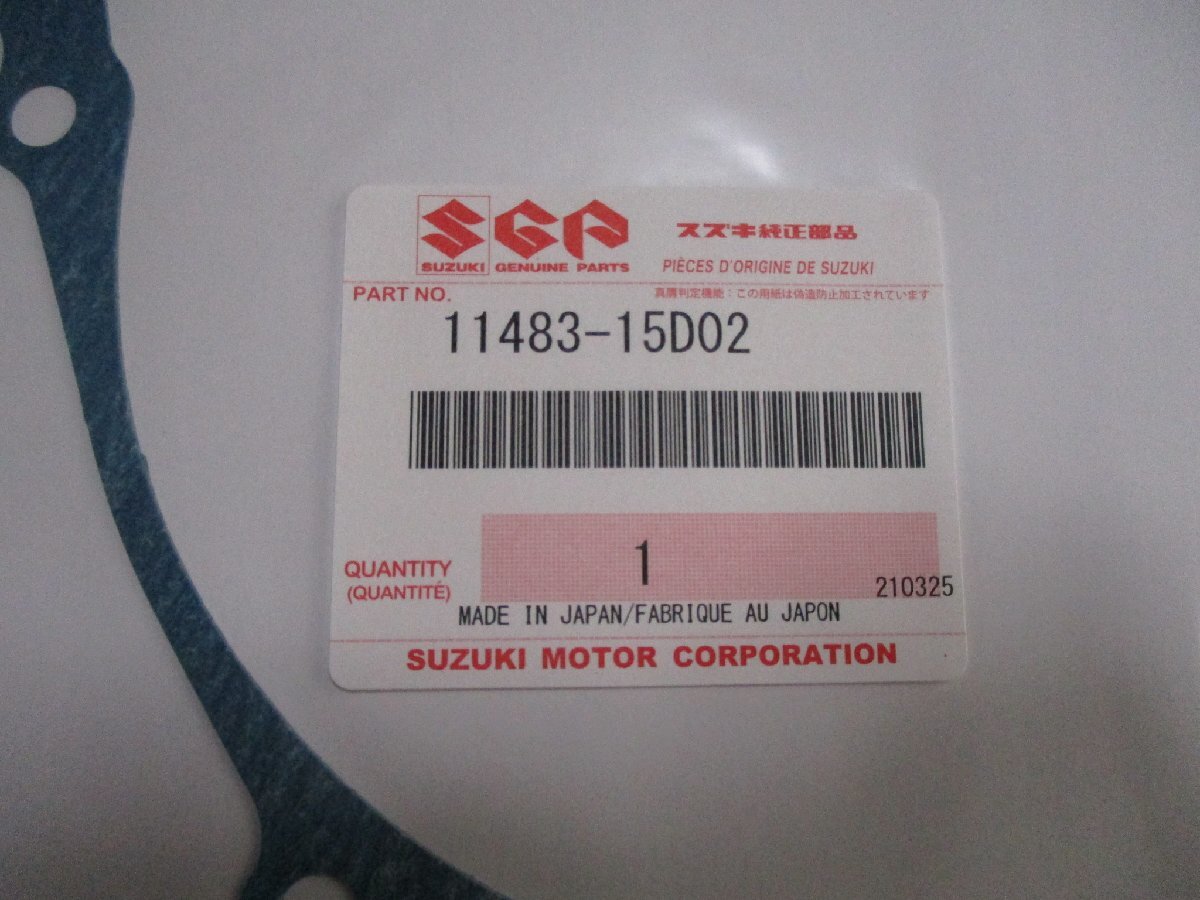 SGP スズキ純正部品
SUZUKI GENUINE PARTS PIÈCES D'ORIGINE DE SUZUKI
PART NO. 真贋判定機能：この用紙は偽造防止加工されています
11483-15D02
1
QUANTITY
(QUANTITÉ) 210325
MADE IN JAPAN/FABRIQUE AU JAPON
SUZUKI MOTOR CORPORATION